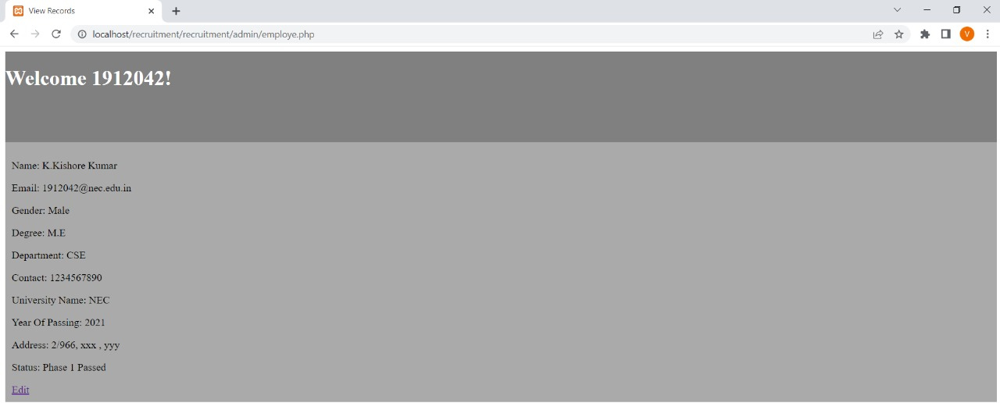 View Records
localhost/recruitment/recruitment/admin/employe.php
V
Welcome 1912042!
Name: K.Kishore Kumar
Email: 1912042@nec.edu.in
Gender: Male
Degree: M.E
Department: CSE
Contact: 1234567890
University Name: NEC
Year Of Passing: 2021
Address: 2/966, xxx , yyy
Status: Phase 1 Passed
Edit